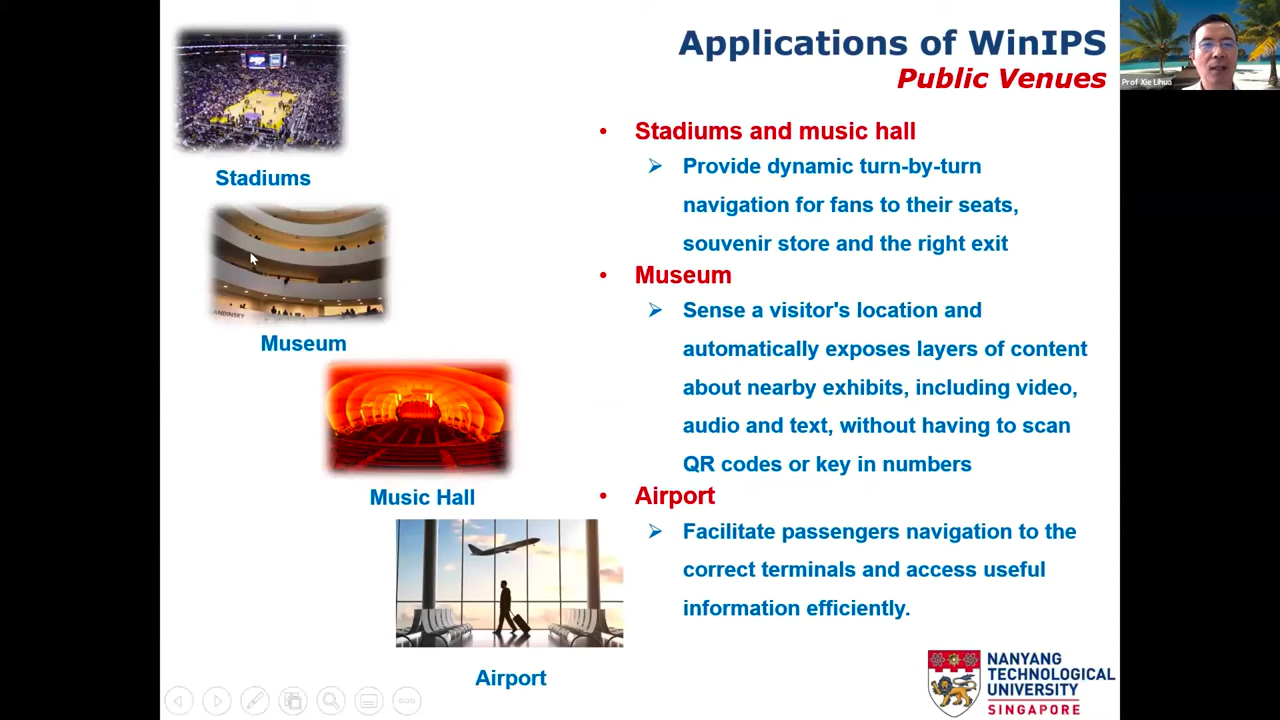 Applications of WinIPS
Public Venues
Prof Xie Lihua
Stadiums
ANDINSKY
Museum
Music Hall
Airport
• Stadiums and music hall
➢ Provide dynamic turn-by-turn
navigation for fans to their seats,
souvenir store and the right exit
• Museum
➢ Sense a visitor's location and
automatically exposes layers of content
about nearby exhibits, including video,
audio and text, without having to scan
QR codes or key in numbers
• Airport
➢ Facilitate passengers navigation to the
correct terminals and access useful
information efficiently.
NANYANG
TECHNOLOGICAL
UNIVERSITY
SINGAPORE